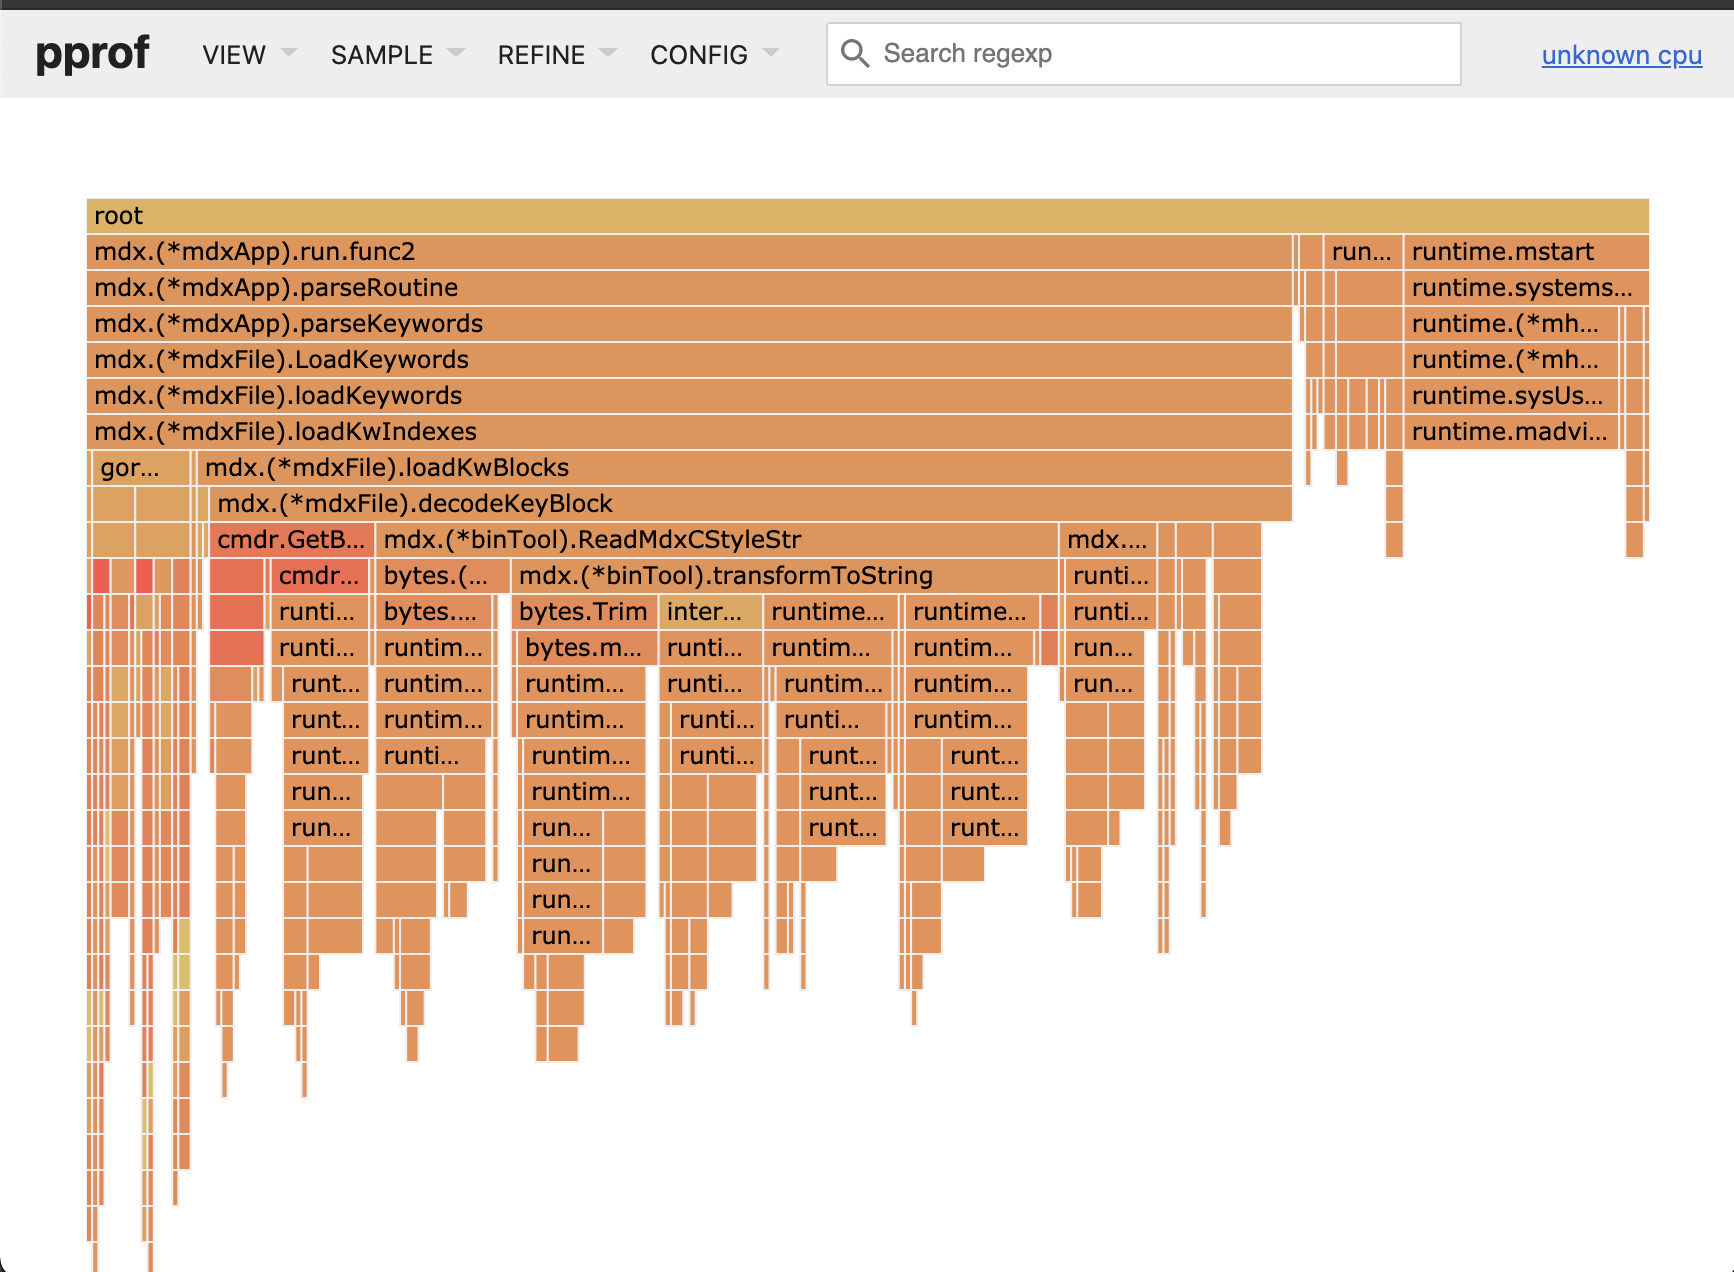 pprof VIEW SAMPLE REFINE CONFIG Search regexp unknown cpu
root
mdx.(*mdxApp).run.func2 run... runtime.mstart
mdx.(*mdxApp).parseRoutine runtime.systems...
mdx.(*mdxApp).parseKeywords runtime.(*mh...
mdx.(*mdxFile).LoadKeywords runtime.(*mh...
mdx.(*mdxFile).loadKeywords runtime.sysUs...
mdx.(*mdxFile).loadKwIndexes runtime.madvi...
gor... mdx.(*mdxFile).loadKwBlocks
mdx.(*mdxFile).decodeKeyBlock
cmdr.GetB... mdx.(*binTool).ReadMdxCStyleStr mdx....
cmdr... bytes.(... mdx.(*binTool).transformToString runti...
runti... bytes.... bytes.Trim inter... runtime... runtime... runti...
runti... runtim... bytes.m... runti... runtim... runtim... run...
runt... runtim... runtim... runti... runtim... runtim... run...
runt... runtim... runtim... runti... runti... runtim...
runt... runti... runtim... runti... runt... runt...
run... runtim... runt... runt...
run... run... runt... runt...
run...
run...
run...